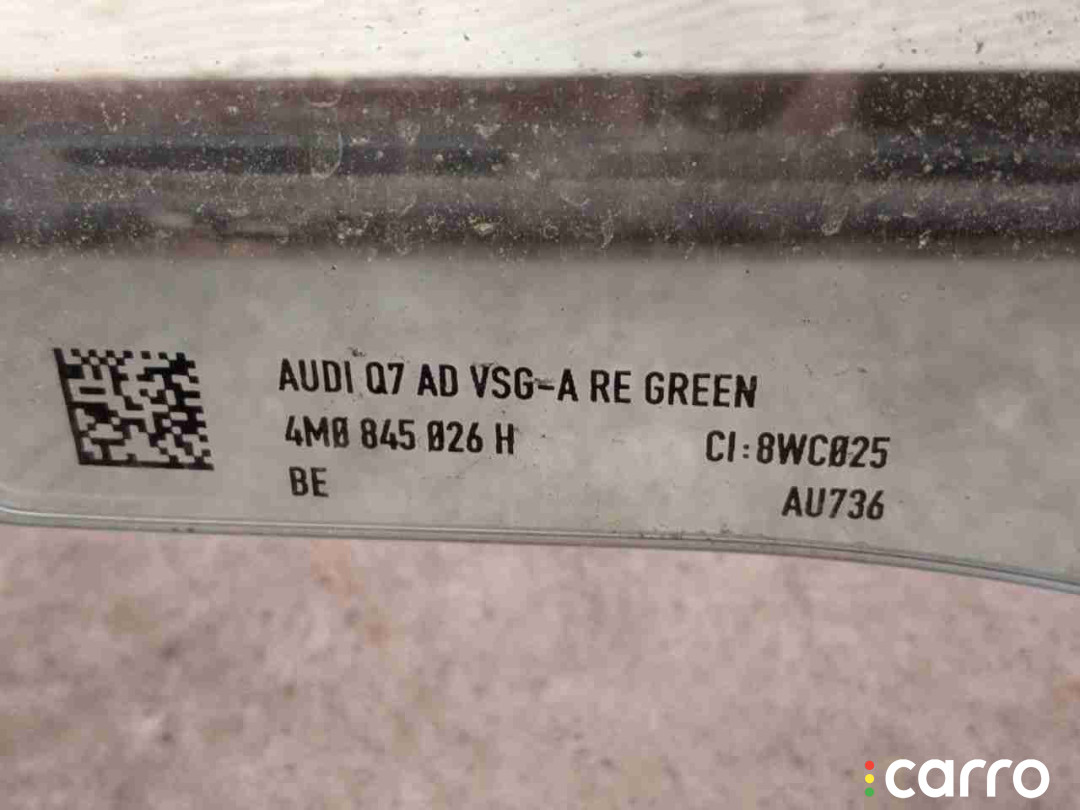 AUDI Q7 AD VSG-A RE GREEN
4M0 845 026 H CI:8WC025
BE AU736
carro